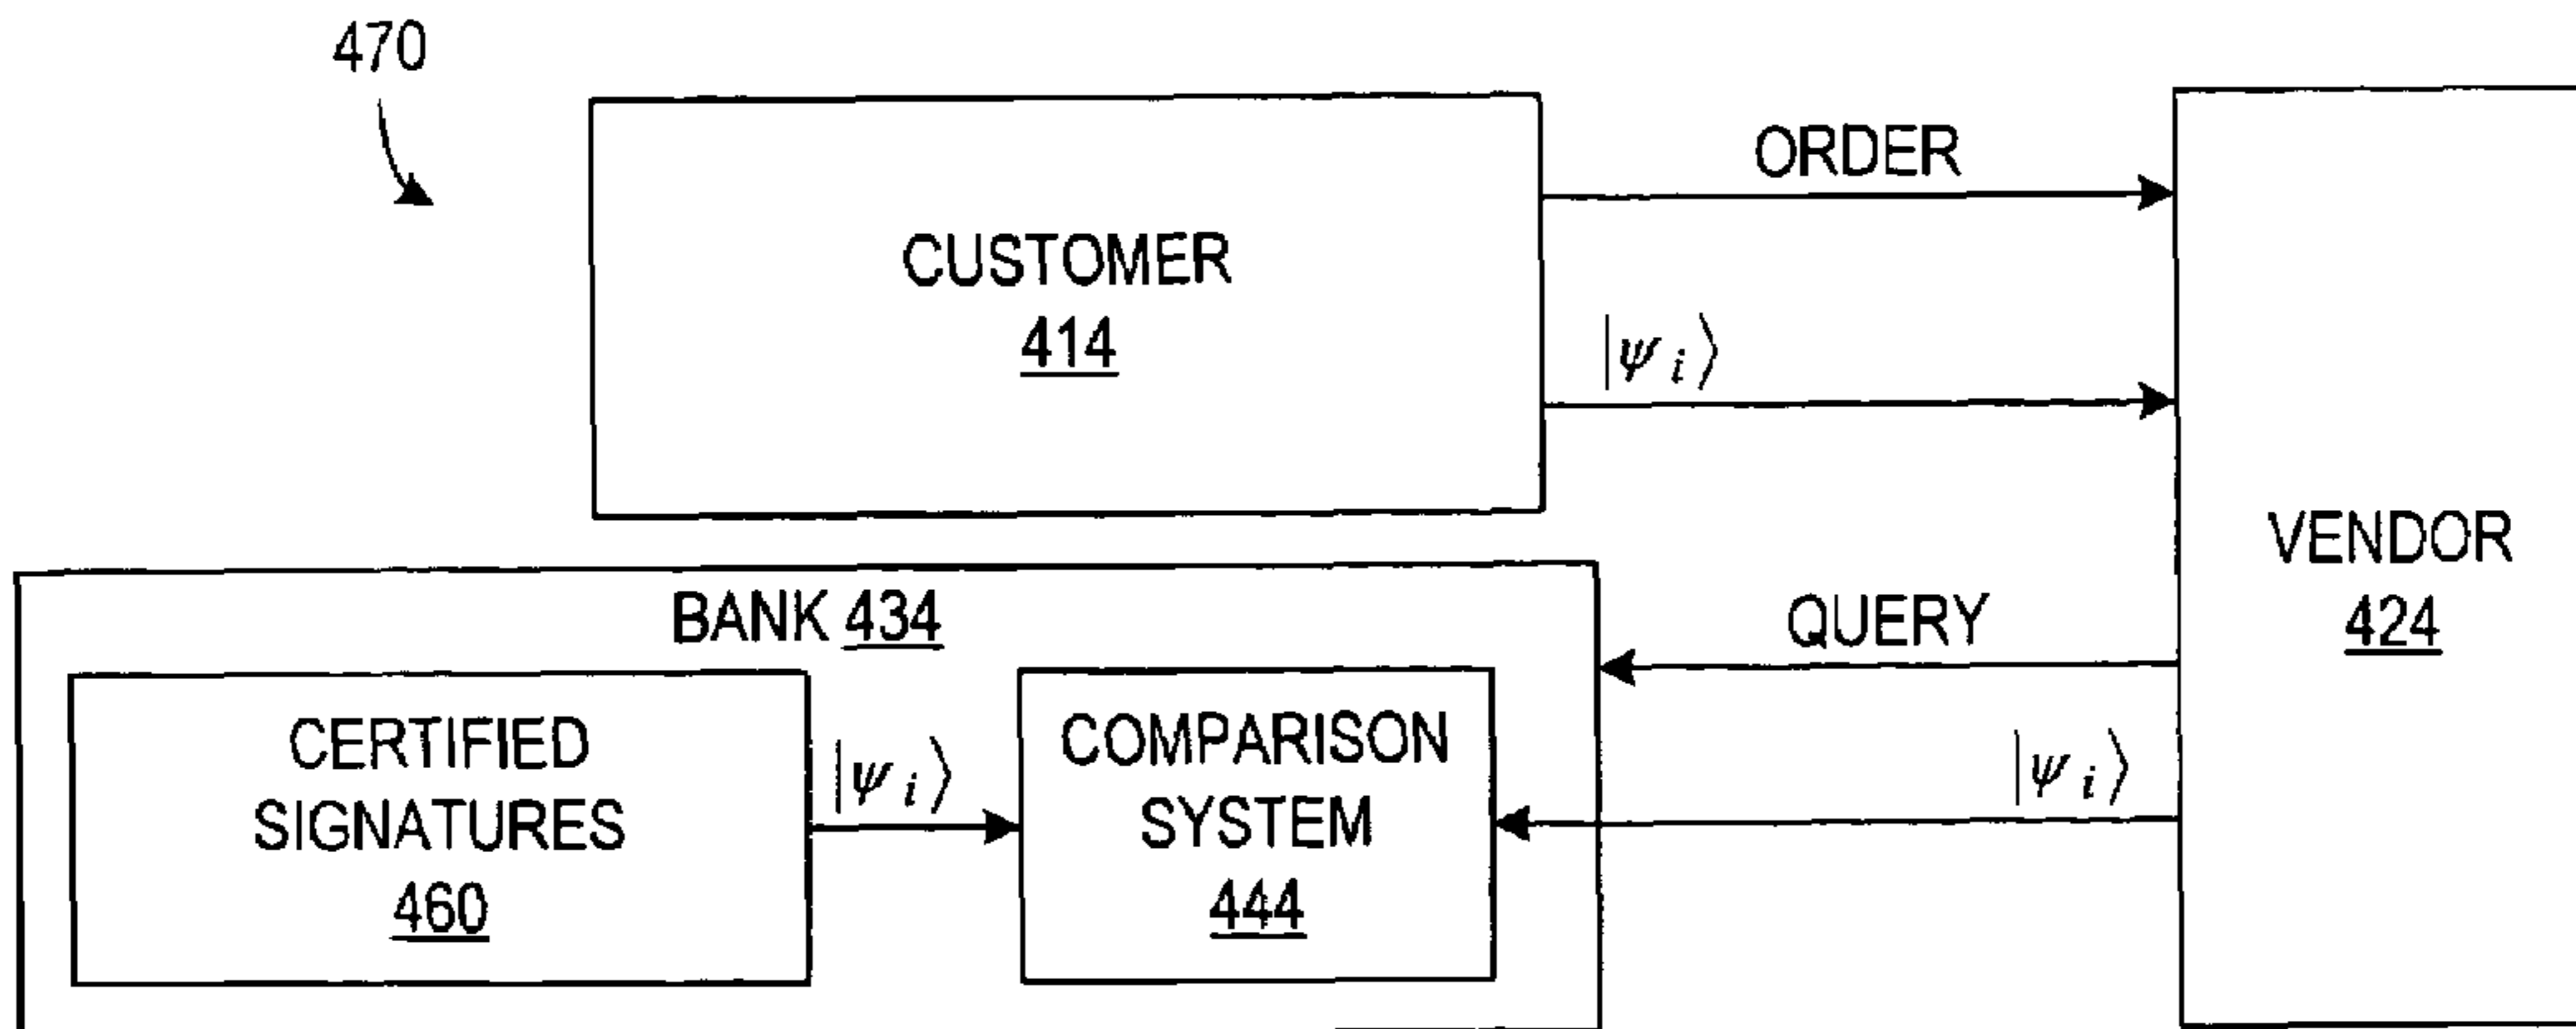 470
CUSTOMER
414
ORDER
|ψ i⟩
VENDOR
424
BANK 434
QUERY
CERTIFIED
SIGNATURES
460
|ψ i⟩
COMPARISON
SYSTEM
444
|ψ i⟩